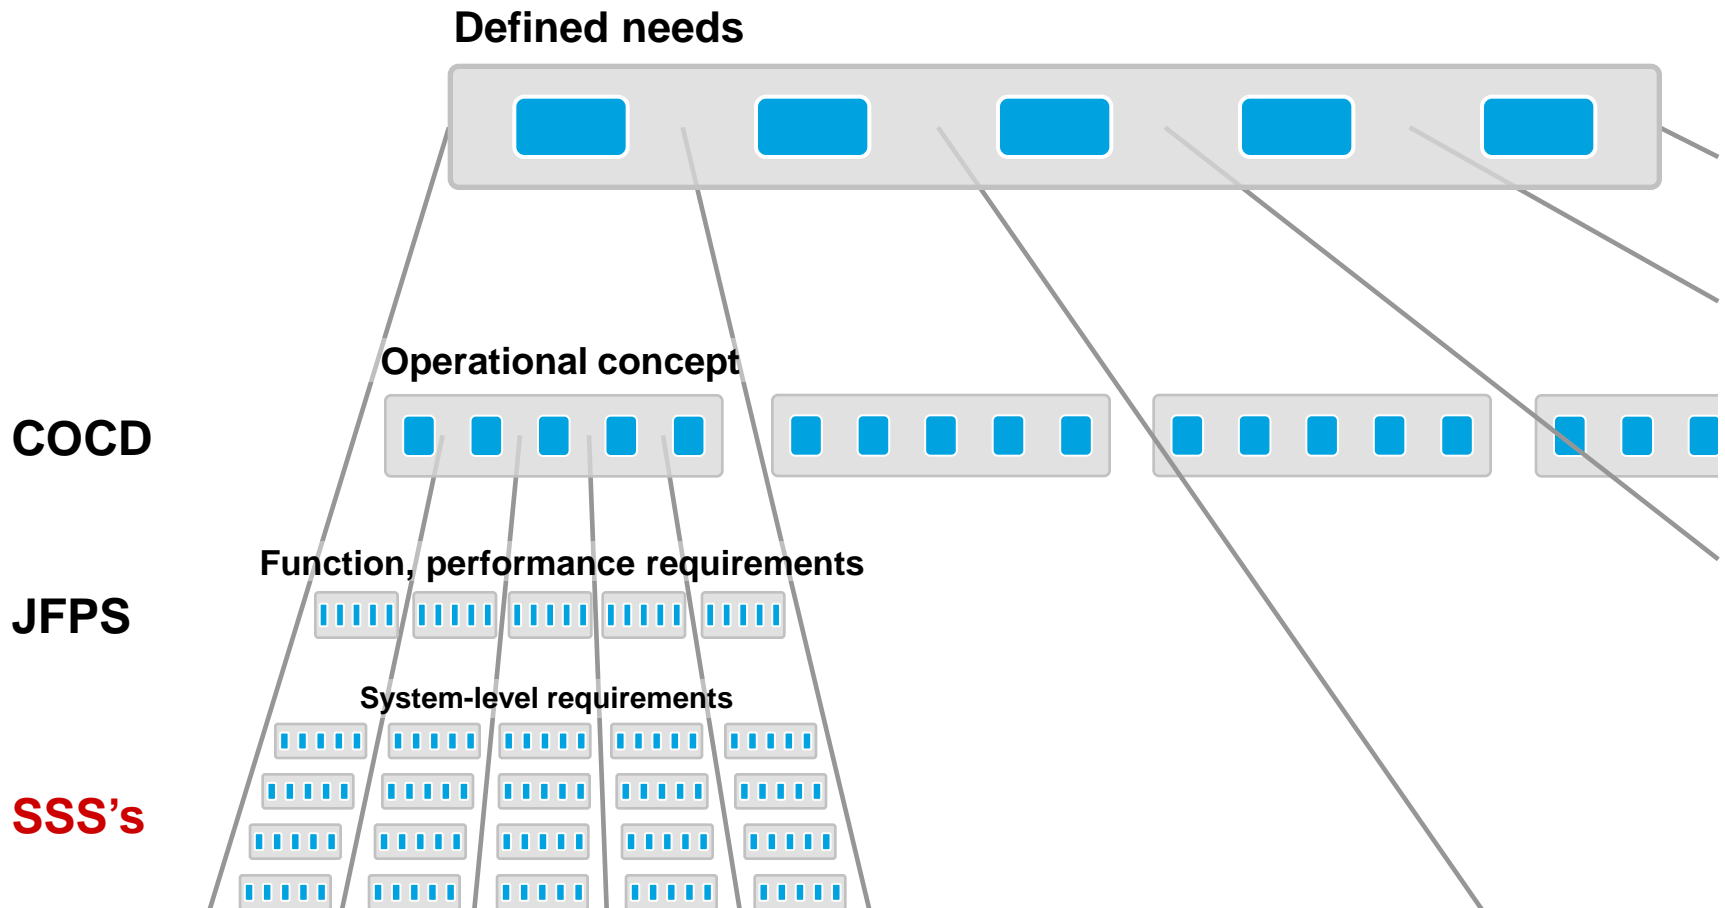 Defined needs
Operational concept
COCD
Function, performance requirements
JFPS
System-level requirements
SSS’s